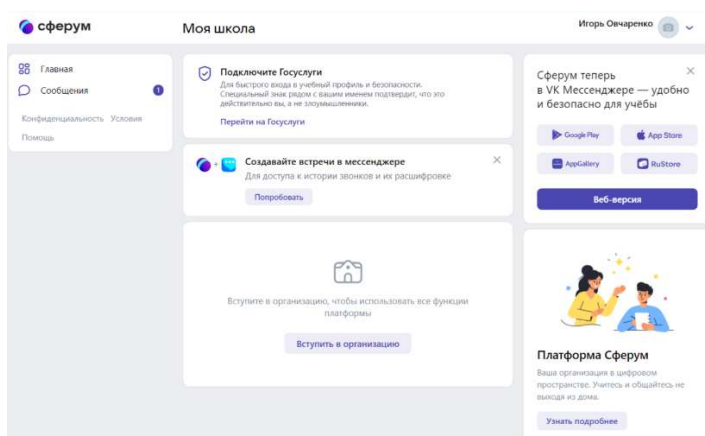 сферум
Моя школа
Игорь Овчаренко
Главная
Сообщения
1
Конфиденциальность Условия
Помощь
Подключите Госуслуги
Для быстрого входа в учебный профиль и безопасности.
Специальный знак рядом с вашим именем подтвердит, что это
действительно вы, а не злоумышленники.
Перейти на Госуслуги
Создавайте встречи в мессенджере
Для доступа к истории звонков и их расшифровке
Попробовать
Вступите в организацию, чтобы использовать все функции
платформы
Вступить в организацию
Сферум теперь
в VK Мессенджере — удобно
и безопасно для учёбы
Google Play
App Store
AppGallery
RuStore
Веб-версия
Платформа Сферум
Ваша организация в цифровом
пространстве. Учитесь и общайтесь не
выходя из дома.
Узнать подробнее